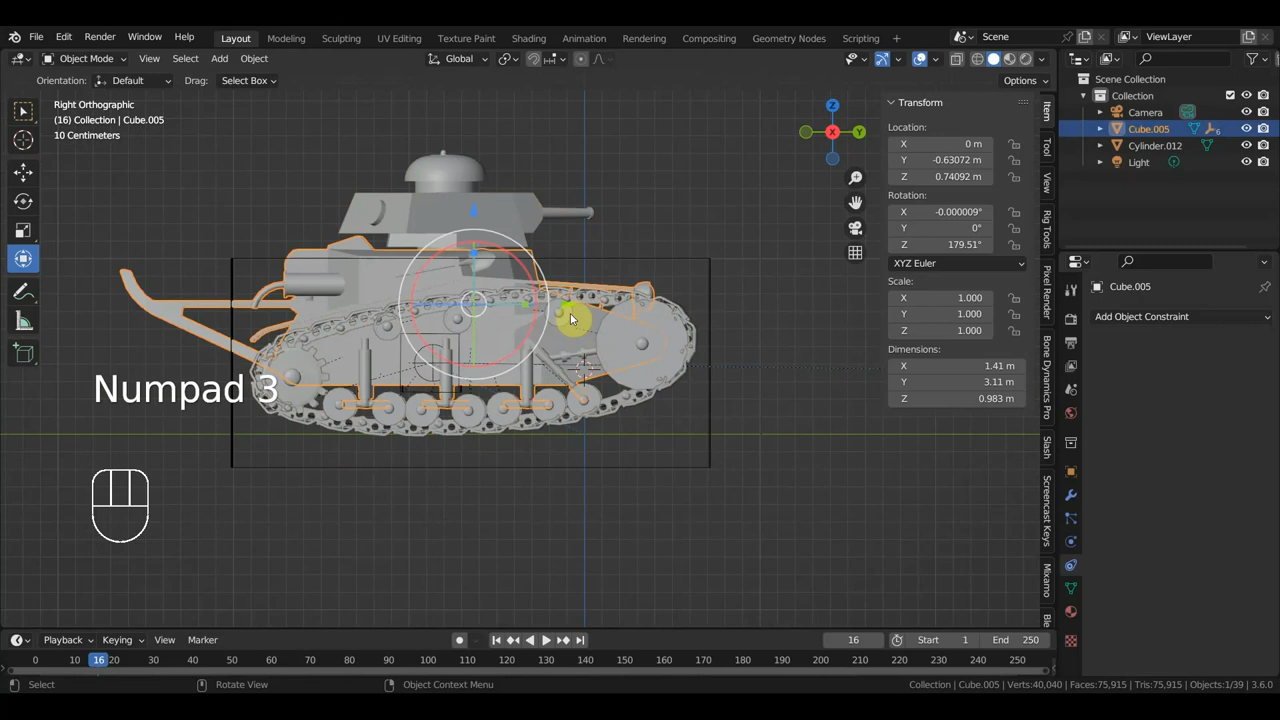 File Edit Render Window Help Layout Modeling Sculpting UV Editing Texture Paint Shading Animation Rendering Compositing Geometry Nodes Scripting + Scene ViewLayer
Object Mode View Select Add Object Global
Orientation: Default Drag: Select Box Options
Right Orthographic
(16) Collection | Cube.005
10 Centimeters
Z
Y
X
Transform
Location:
X 0 m
Y -0.63072 m
Z 0.74092 m
Rotation:
X -0.000009°
Y 0°
Z 179.51°
XYZ Euler
Scale:
X 1.000
Y 1.000
Z 1.000
Dimensions:
X 1.41 m
Y 3.11 m
Z 0.983 m
Item
Tool
View
Rig Tools
Pixel Render
Bone Dynamics Pro
Slash
Screencast Keys
Mixamo
Ble
Scene Collection
Collection
Camera
Cube.005 6
Cylinder.012
Light
Cube.005
Add Object Constraint
Numpad 3
Playback Keying View Marker 16 Start 1 End 250
0 10 16 20 30 40 50 60 70 80 90 100 110 120 130 140 150 160 170 180 190 200 210 220 230 240 250
Select Rotate View Object Context Menu Collection | Cube.005 | Verts:40,040 | Faces:75,915 | Tris:75,915 | Objects:1/39 | 3.6.0